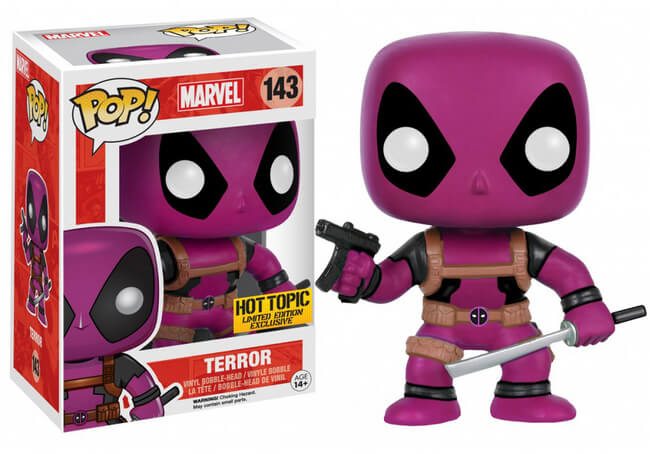 MARVEL
POP!
POP!
MARVEL
143
HOT TOPIC
LIMITED EDITION
EXCLUSIVE
TERROR
VINYL BOBBLE-HEAD / VINYLE BOBBLE
LA TÊTE / BOBBLE-HEAD DE VINIL
WARNING: Choking Hazard.
May contain small parts.
AGE
14+
TERROR
143